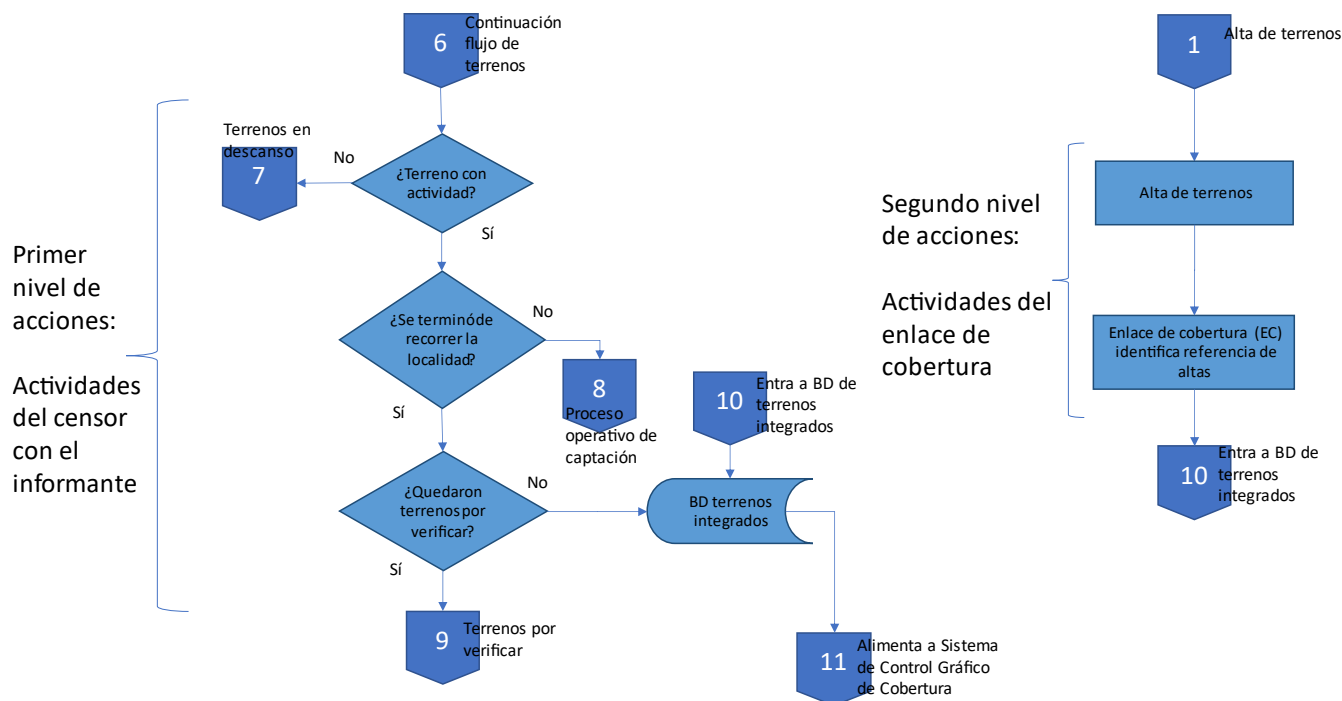 6
Continuación
flujo de
terrenos
1
Alta de terrenos
Terrenos en
descanso
7
No
¿Terreno con
actividad?
Sí
Primer
nivel de
acciones:
Actividades
del censor
con el
informante
¿Se terminó de
recorrer la
localidad?
No
Sí
8
Proceso
operativo de
captación
10
Entra a BD de
terrenos
integrados
¿Quedaron
terrenos por
verificar?
No
Sí
BD terrenos
integrados
9
Terrenos por
verificar
11
Alimenta a Sistema
de Control Gráfico
de Cobertura
Segundo nivel
de acciones:
Actividades del
enlace de
cobertura
Alta de terrenos
Enlace de cobertura (EC)
identifica referencia de
altas
10
Entra a BD de
terrenos
integrados